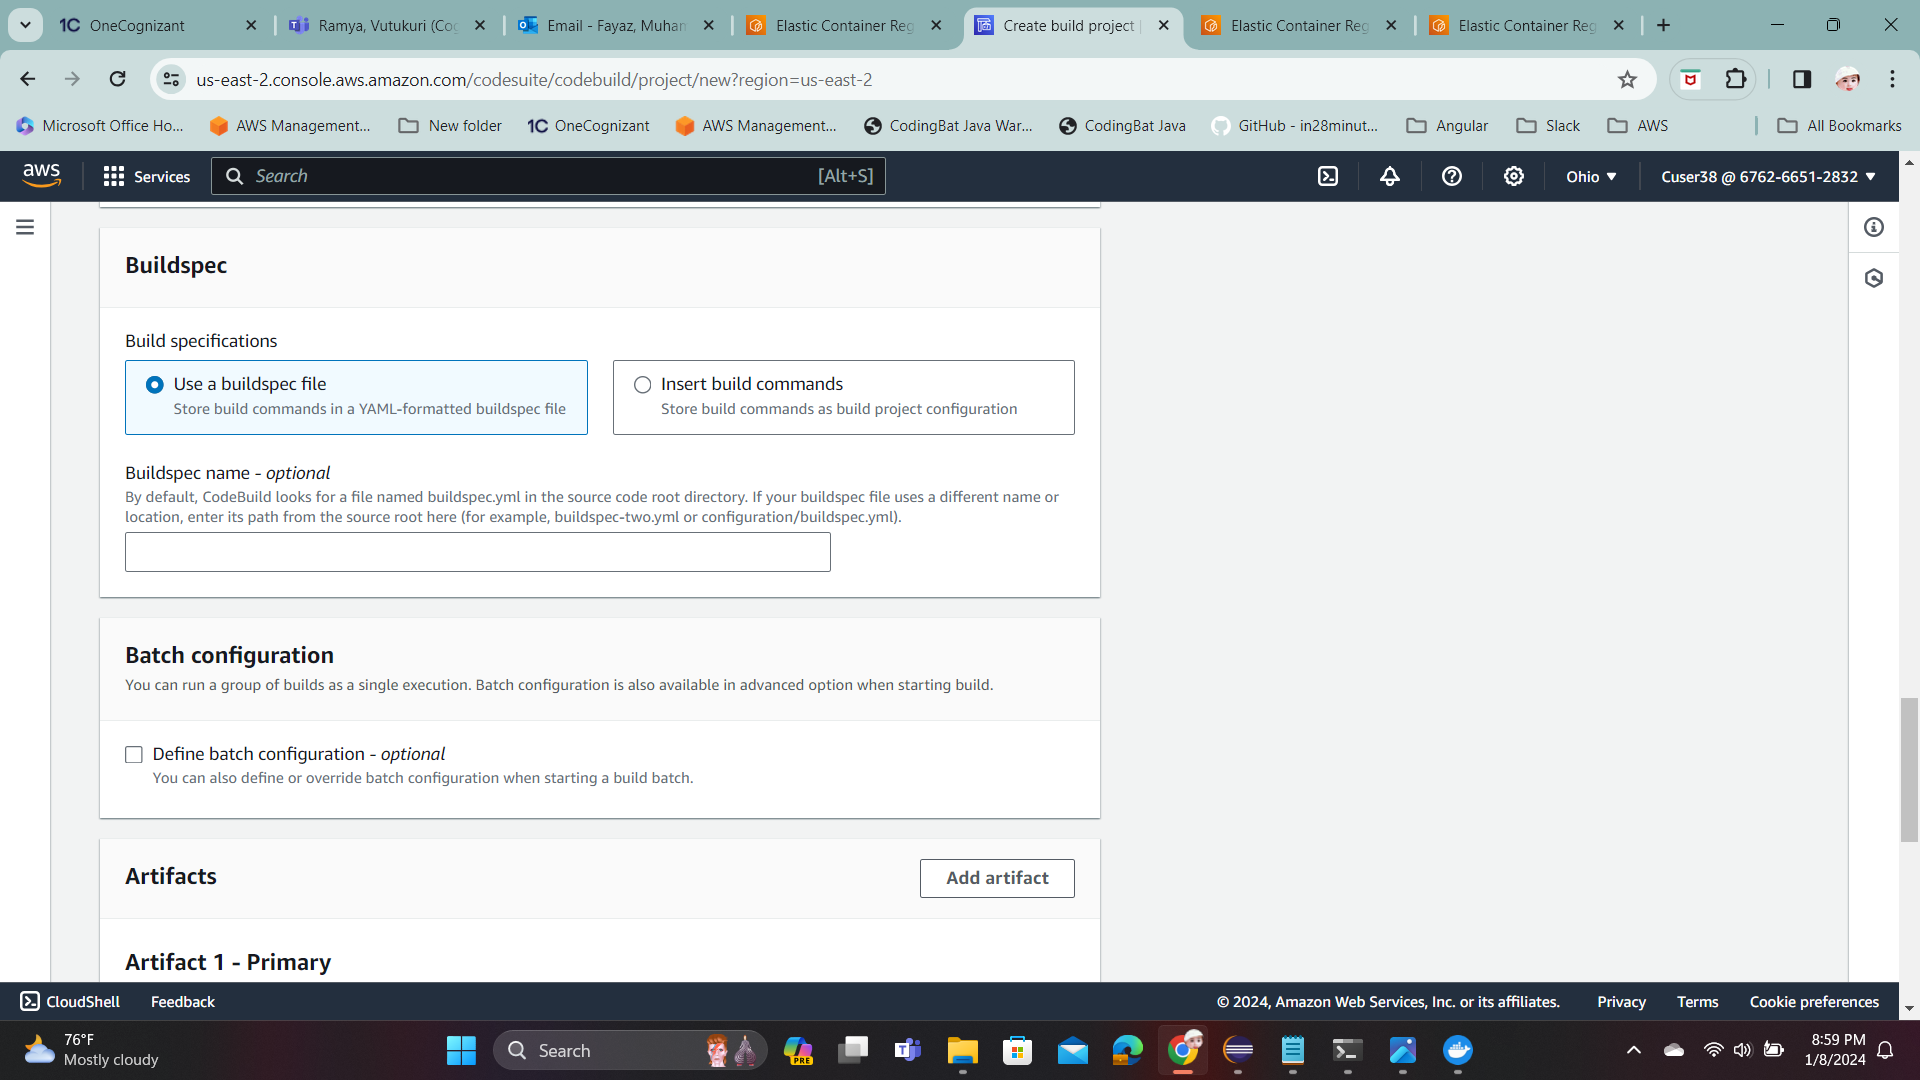 OneCognizant
Ramya, Vutukuri (Cog
Email - Fayaz, Muham
Elastic Container Reg
Create build project |
Elastic Container Reg
Elastic Container Reg
us-east-2.console.aws.amazon.com/codesuite/codebuild/project/new?region=us-east-2
Microsoft Office Ho...
AWS Management...
New folder
1C OneCognizant
AWS Management...
CodingBat Java War...
CodingBat Java
GitHub - in28minut...
Angular
Slack
AWS
All Bookmarks
aws
Services
Search
[Alt+S]
Ohio
Cuser38 @ 6762-6651-2832
Buildspec
Build specifications
Use a buildspec file
Store build commands in a YAML-formatted buildspec file
Insert build commands
Store build commands as build project configuration
Buildspec name - optional
By default, CodeBuild looks for a file named buildspec.yml in the source code root directory. If your buildspec file uses a different name or
location, enter its path from the source root here (for example, buildspec-two.yml or configuration/buildspec.yml).
Batch configuration
You can run a group of builds as a single execution. Batch configuration is also available in advanced option when starting build.
Define batch configuration - optional
You can also define or override batch configuration when starting a build batch.
Artifacts
Add artifact
Artifact 1 - Primary
CloudShell
Feedback
© 2024, Amazon Web Services, Inc. or its affiliates.
Privacy
Terms
Cookie preferences
76°F
Mostly cloudy
Search
PRE
8:59 PM
1/8/2024